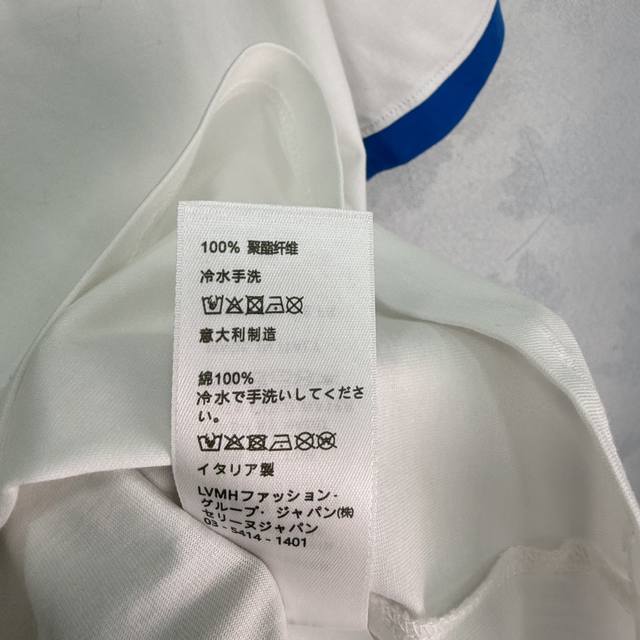 100% 聚酯纤维
冷水手洗
意大利制造
綿100%
冷水で手洗いしてくださ
い。
イタリア製
LVMHファッション・
グループ・ジャパン(株)
セリーヌジャパン
03 - 5414 - 1401